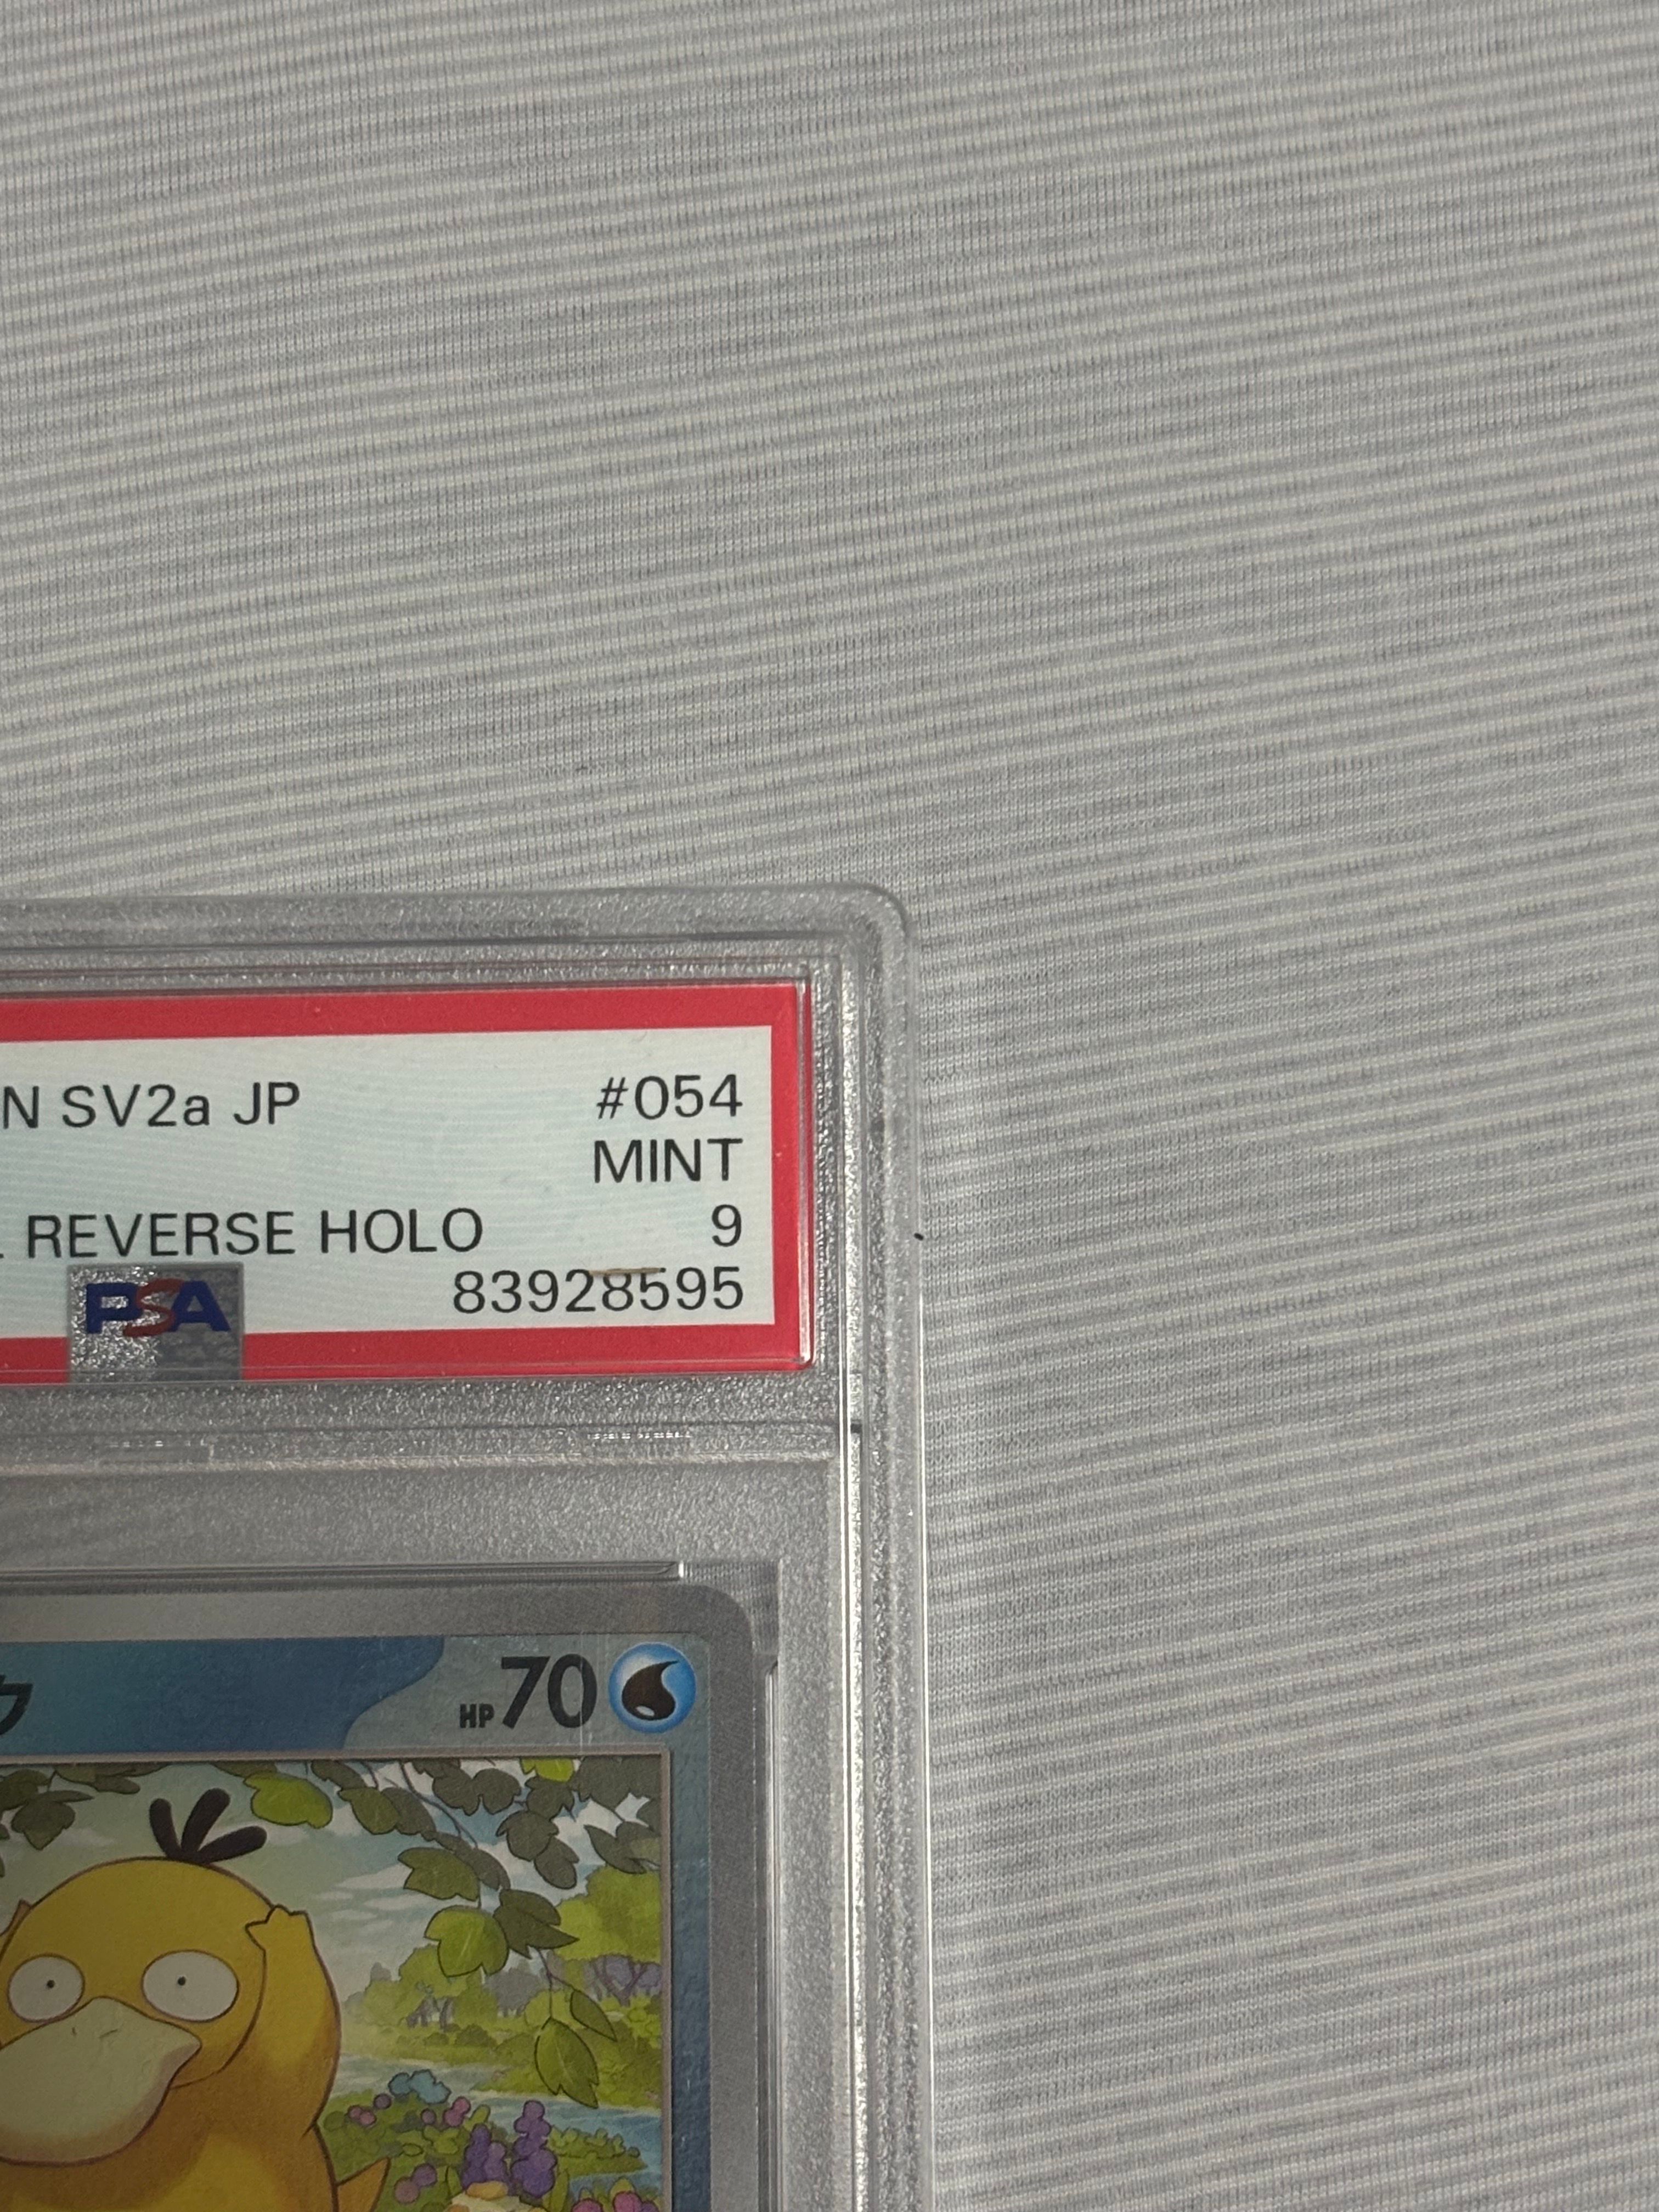 N SV2a JP #054
MINT
REVERSE HOLO 9
PSA 83928595
HP70